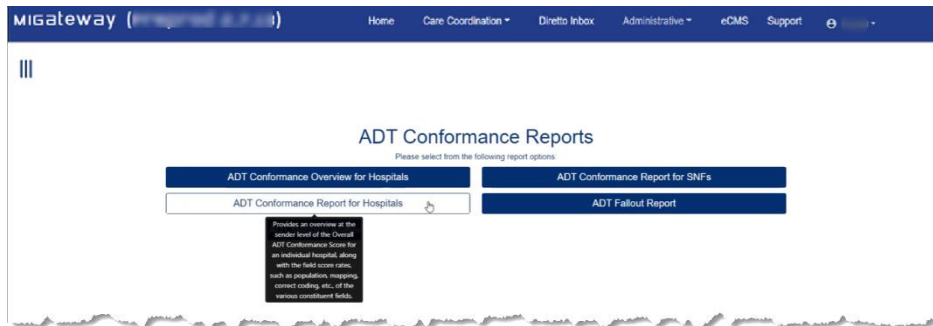 MIGateway (
)
Home
Care Coordination
Diretto Inbox
Administrative
eCMS
Support
ADT Conformance Reports
Please select from the following report options:
ADT Conformance Overview for Hospitals
ADT Conformance Report for SNFs
ADT Conformance Report for Hospitals
ADT Fallout Report
Provides an overview at the
sender level of the Overall
ADT Conformance Score for
an individual hospital, along
with the field score rates,
such as population, mapping,
correct coding, etc., of the
various constituent fields.